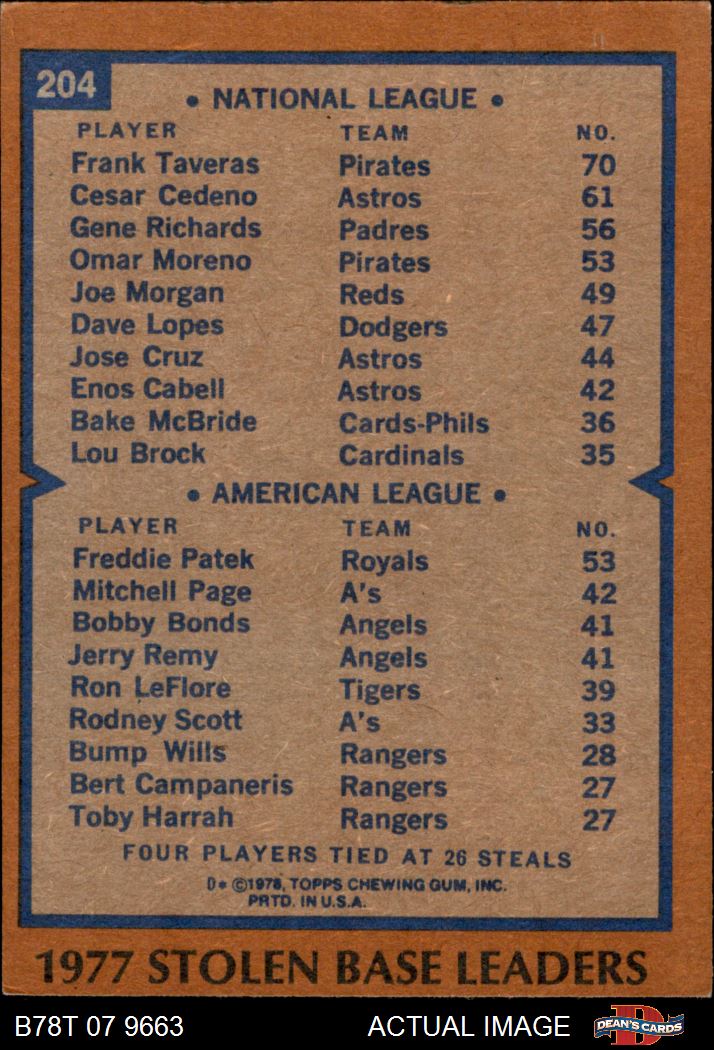 204
• NATIONAL LEAGUE •
PLAYER TEAM NO.
Frank Taveras Pirates 70
Cesar Cedeno Astros 61
Gene Richards Padres 56
Omar Moreno Pirates 53
Joe Morgan Reds 49
Dave Lopes Dodgers 47
Jose Cruz Astros 44
Enos Cabell Astros 42
Bake McBride Cards-Phils 36
Lou Brock Cardinals 35
• AMERICAN LEAGUE •
PLAYER TEAM NO.
Freddie Patek Royals 53
Mitchell Page A's 42
Bobby Bonds Angels 41
Jerry Remy Angels 41
Ron LeFlore Tigers 39
Rodney Scott A's 33
Bump Wills Rangers 28
Bert Campaneris Rangers 27
Toby Harrah Rangers 27
FOUR PLAYERS TIED AT 26 STEALS
D* ©1978, TOPPS CHEWING GUM, INC.
PRTD. IN U.S.A.
1977 STOLEN BASE LEADERS
B78T 07 9663 ACTUAL IMAGE D DEAN'S CARDS